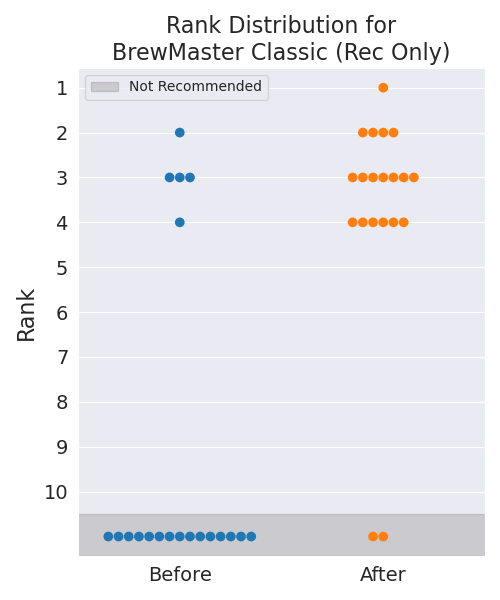 Rank Distribution for
BrewMaster Classic (Rec Only)
Not Recommended
1
2
3
4
5
6
7
8
9
10
Rank
Before
After